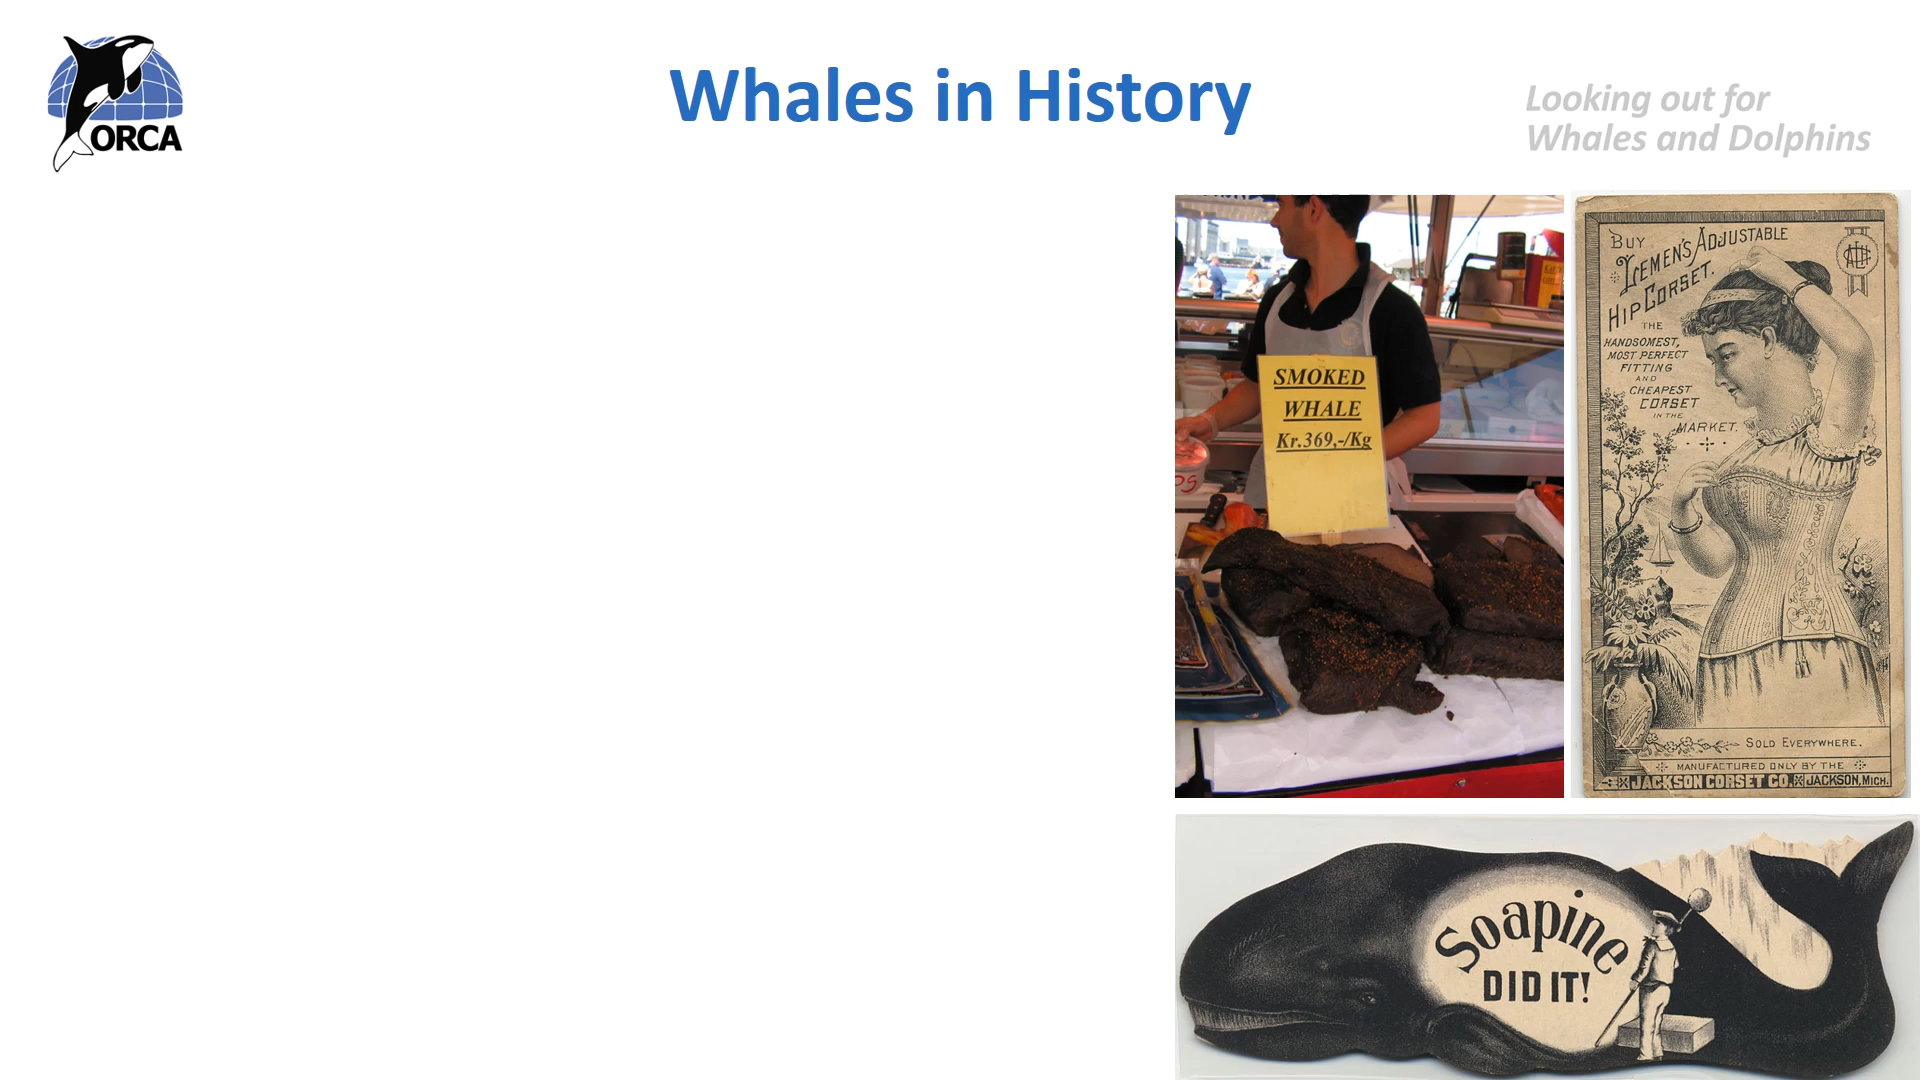 ORCA
Whales in History
Looking out for
Whales and Dolphins
SMOKED
WHALE
Kr.369,-/Kg
PS
BUY
ICEMEN'S ADJUSTABLE
HIP CORSET.
THE
HANDSOMEST,
MOST PERFECT
FITTING
AND
CHEAPEST
CORSET
IN THE
MARKET.
SOLD EVERYWHERE.
MANUFACTURED ONLY BY THE
JACKSON CORSET CO. JACKSON, MICH.
Soapine
DID IT!